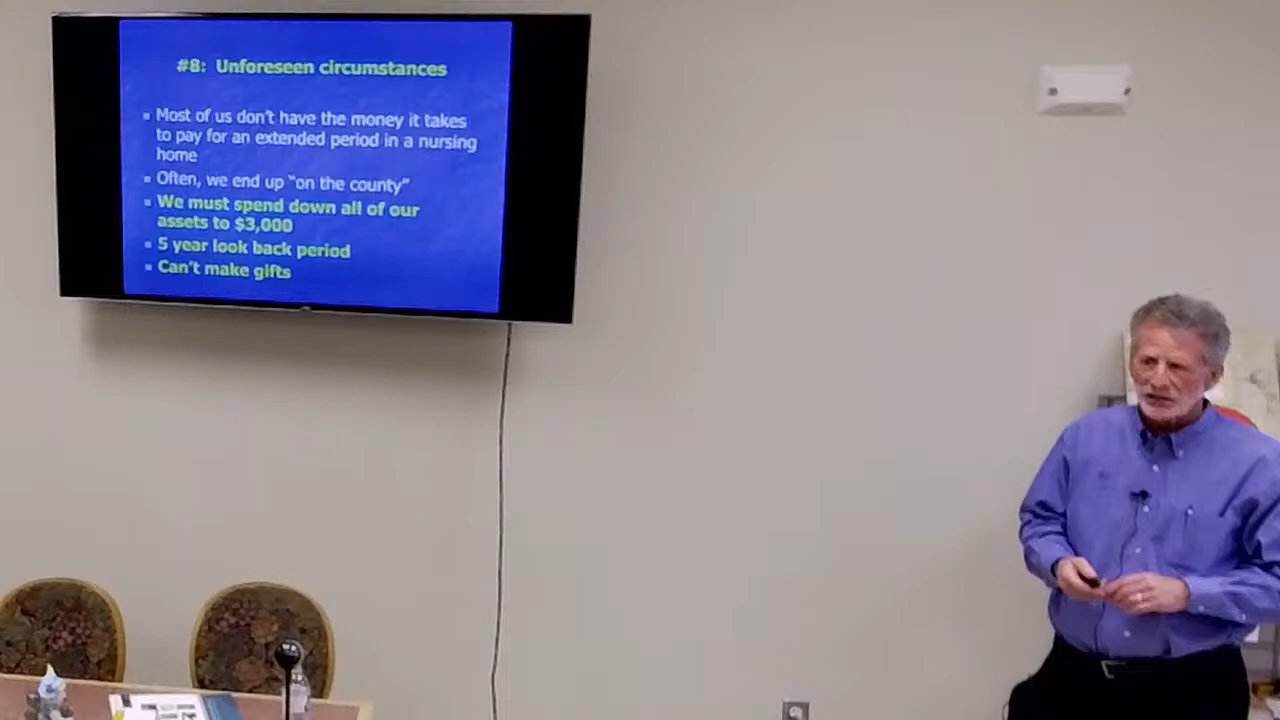 #8: Unforeseen circumstances
▪ Most of us don't have the money it takes
to pay for an extended period in a nursing
home
▪ Often, we end up "on the county"
▪ We must spend down all of our
assets to $3,000
▪ 5 year look back period
▪ Can't make gifts